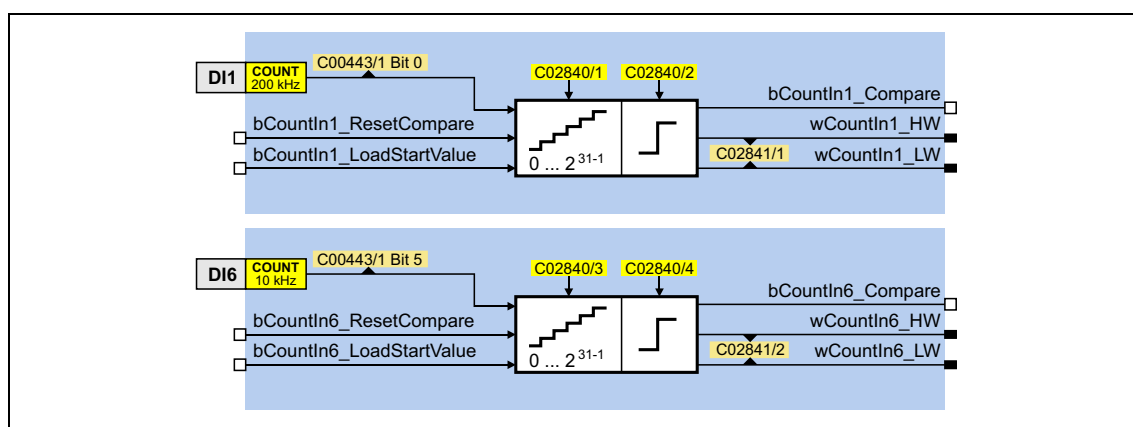 DI1 COUNT 200 kHz C00443/1 Bit 0 C02840/1 C02840/2
bCountIn1_Compare
bCountIn1_ResetCompare wCountIn1_HW
bCountIn1_LoadStartValue C02841/1 wCountIn1_LW
0 ... 2^31-1
DI6 COUNT 10 kHz C00443/1 Bit 5 C02840/3 C02840/4
bCountIn6_Compare
bCountIn6_ResetCompare wCountIn6_HW
bCountIn6_LoadStartValue C02841/2 wCountIn6_LW
0 ... 2^31-1